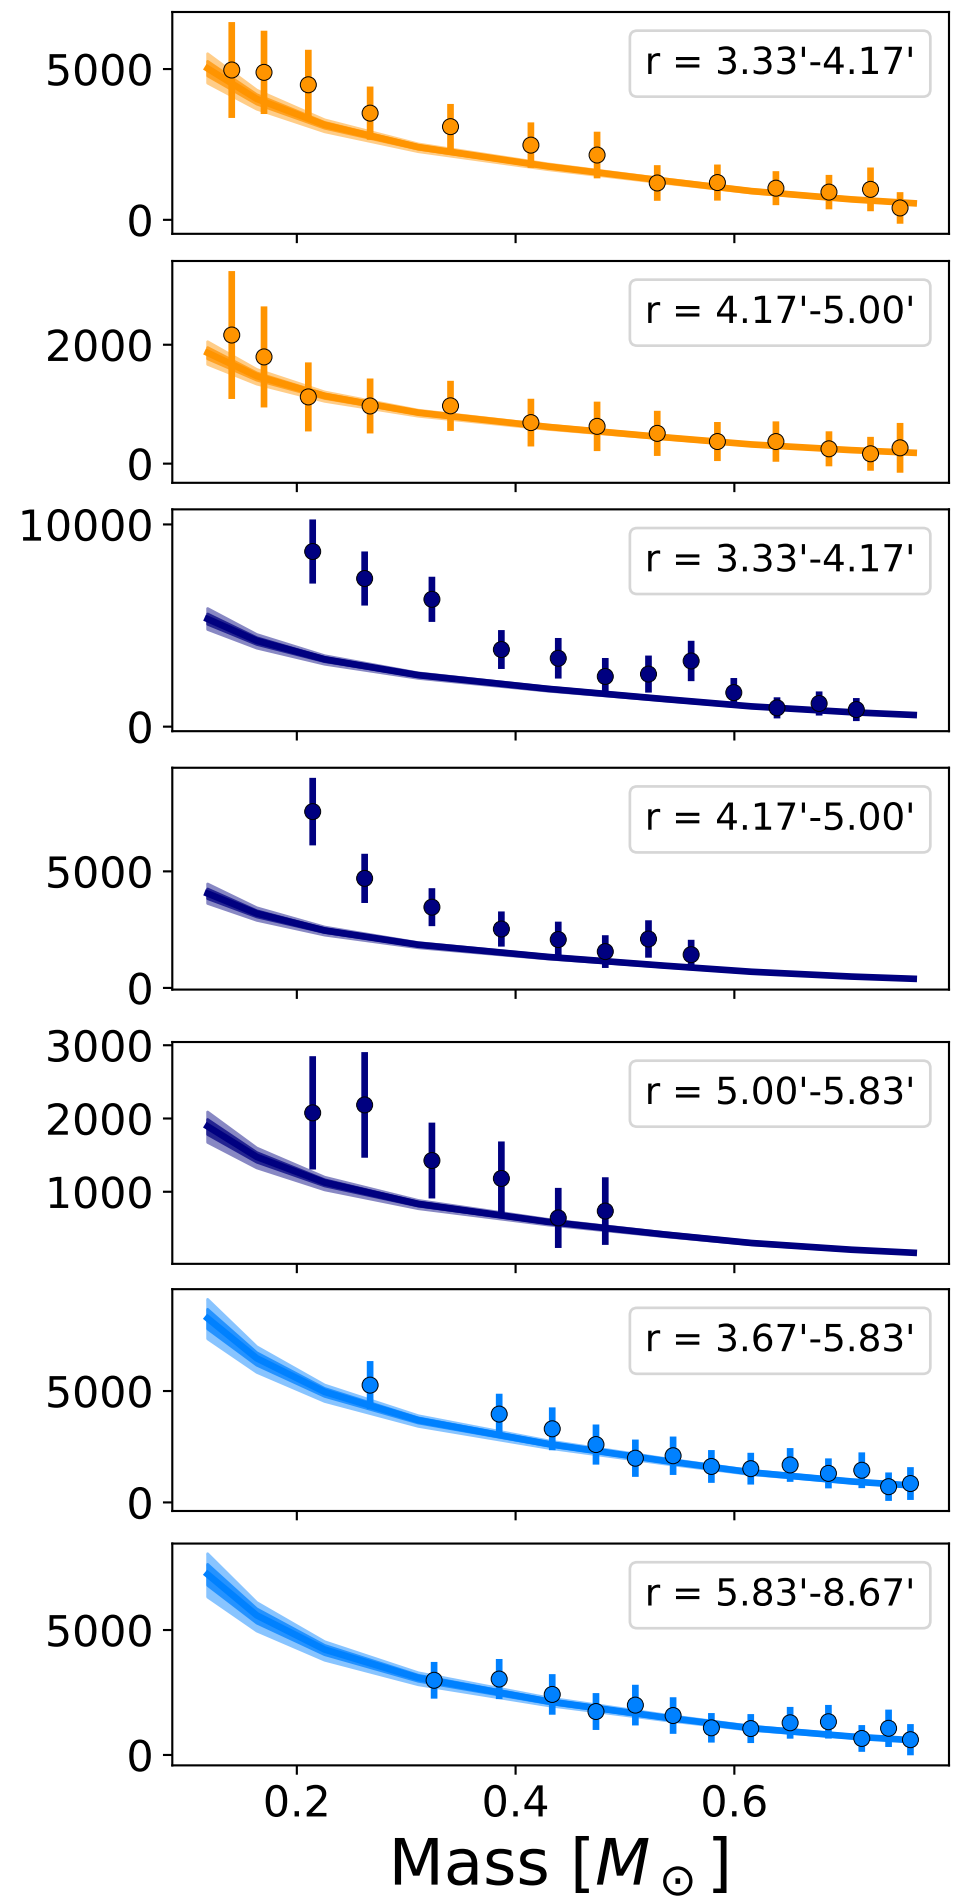 5000
r = 3.33'-4.17'
0
2000
r = 4.17'-5.00'
0
10000
r = 3.33'-4.17'
0
r = 4.17'-5.00'
5000
0
3000
r = 5.00'-5.83'
2000
1000
r = 3.67'-5.83'
5000
0
r = 5.83'-8.67'
5000
0
0.2 0.4 0.6
Mass [M⊙]